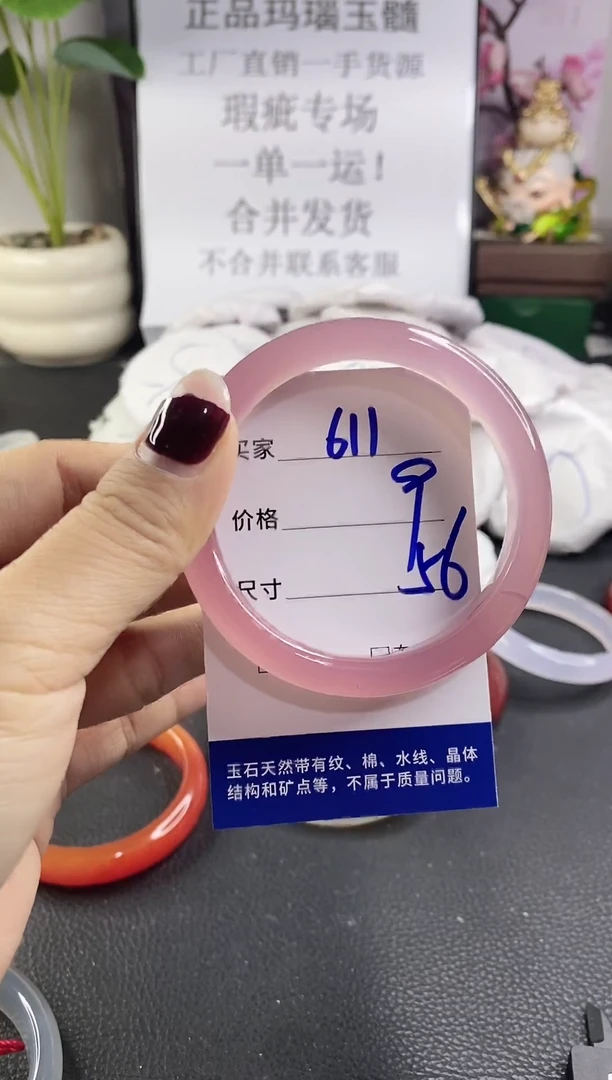 正品玛瑙玉髓
工厂直销一手货源
瑕疵专场
一单一运!
合并发货
不合并联系客服
买家 611
价格
尺寸 56
玉石天然带有纹、棉、水线、晶体
结构和矿点等，不属于质量问题。